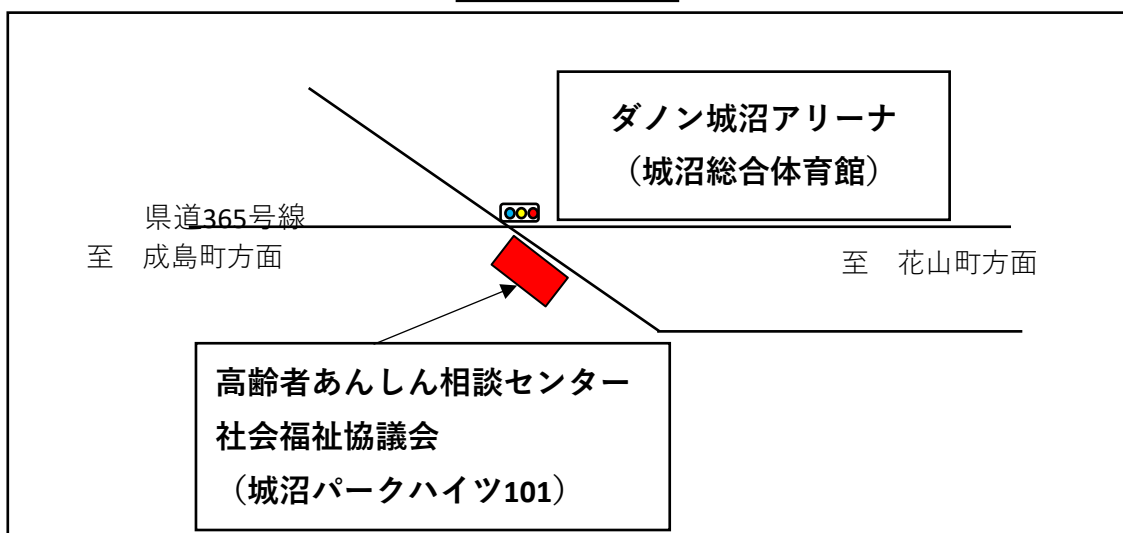 ダノン城沼アリーナ
（城沼総合体育館）
県道365号線
至　成島町方面
至　花山町方面
高齢者あんしん相談センター
社会福祉協議会
（城沼パークハイツ101）